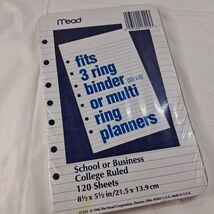 Mead
fits
3 ring
binder
or multi
ring
planners
School or Business
College Ruled
120 Sheets
8½ x 5½ in/21.5 x 13.9 cm